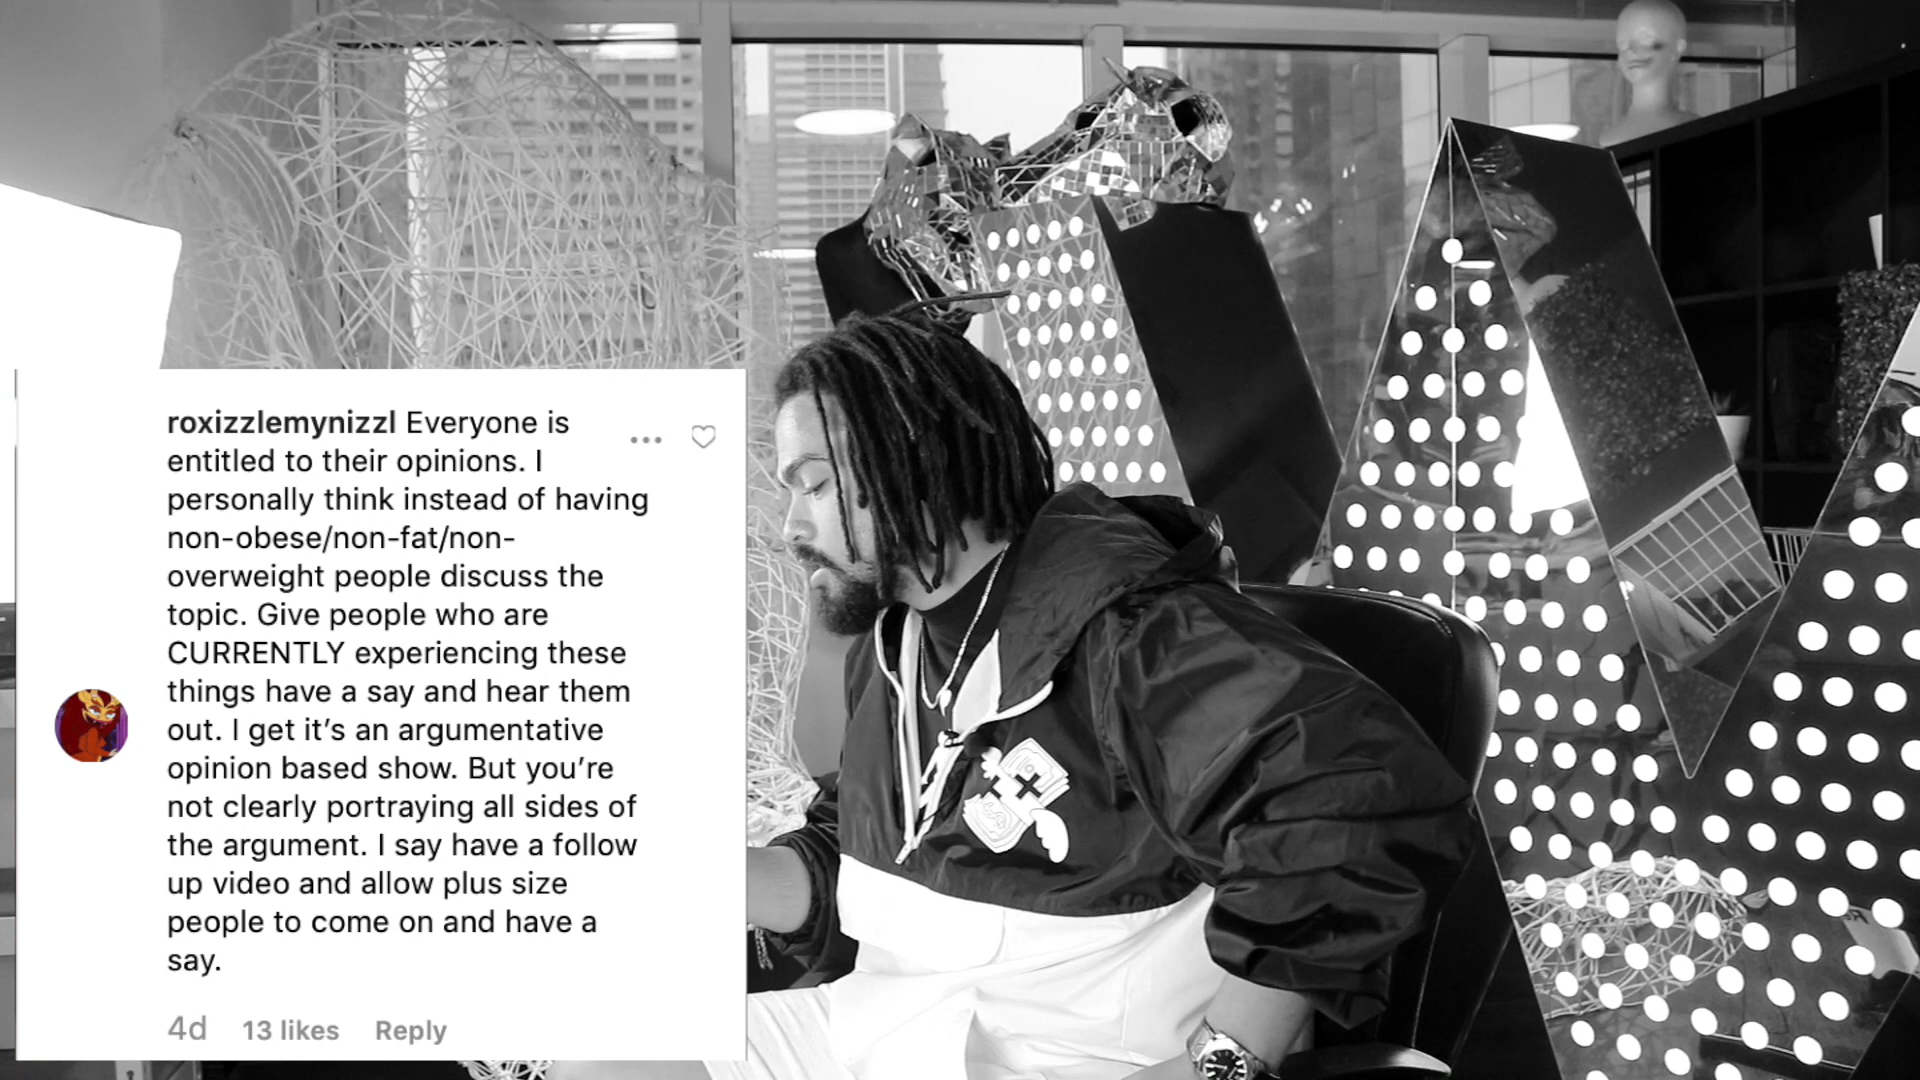 roxizzlemynizzl Everyone is
entitled to their opinions. I
personally think instead of having
non-obese/non-fat/non-
overweight people discuss the
topic. Give people who are
CURRENTLY experiencing these
things have a say and hear them
out. I get it’s an argumentative
opinion based show. But you’re
not clearly portraying all sides of
the argument. I say have a follow
up video and allow plus size
people to come on and have a
say.
4d 13 likes Reply